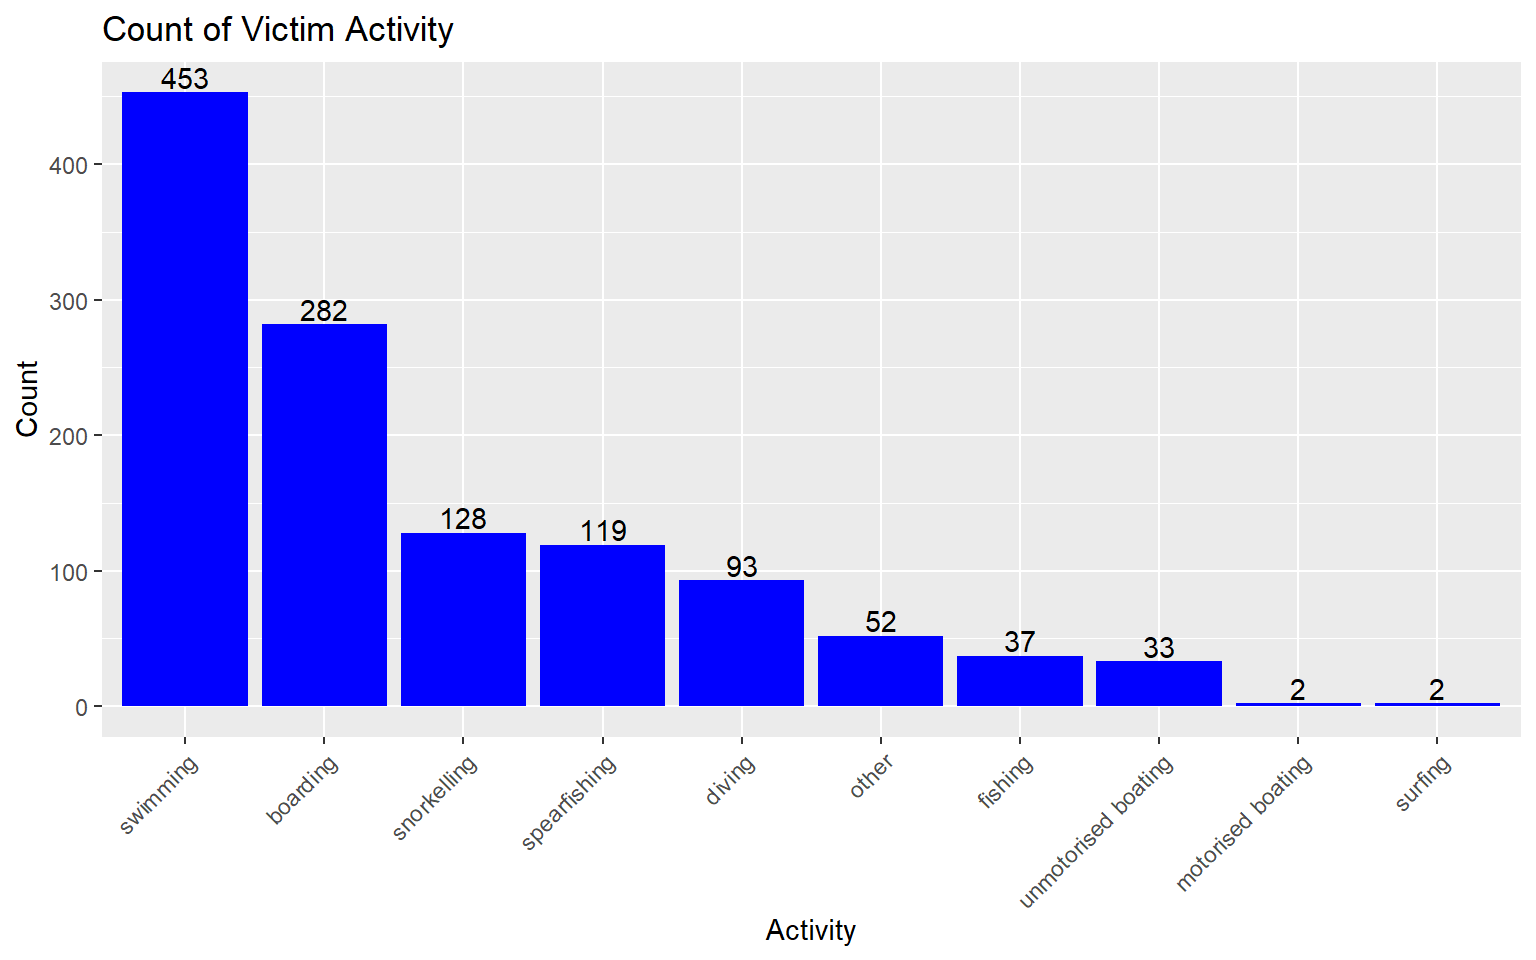 Count of Victim Activity
453
282
128
119
93
52
37
33
2
2
400
300
200
100
0
Count
swimming
boarding
snorkelling
spearfishing
diving
other
fishing
unmotorised boating
motorised boating
surfing
Activity